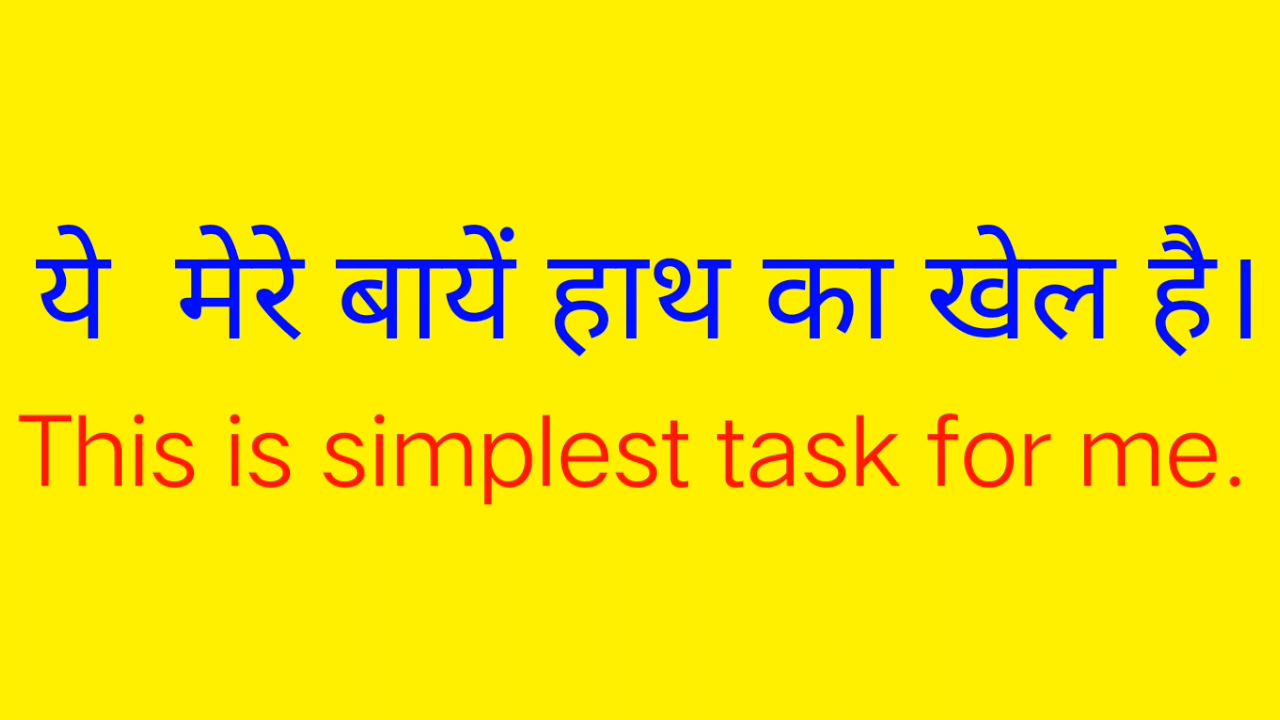 ये मेरे बायें हाथ का खेल है।
This is simplest task for me.